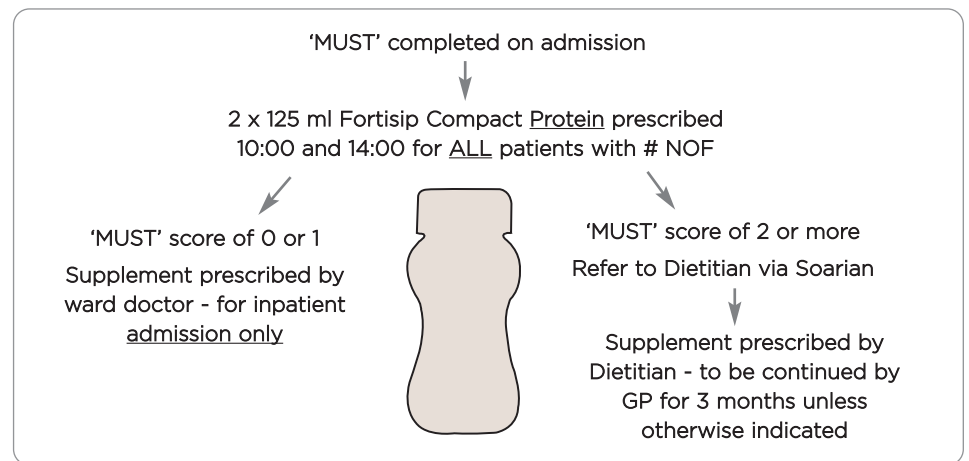 ‘MUST’ completed on admission
2 x 125 ml Fortisip Compact Protein prescribed
10:00 and 14:00 for ALL patients with # NOF
‘MUST’ score of 0 or 1
Supplement prescribed by
ward doctor - for inpatient
admission only
‘MUST’ score of 2 or more
Refer to Dietitian via Soarian
Supplement prescribed by
Dietitian - to be continued by
GP for 3 months unless
otherwise indicated